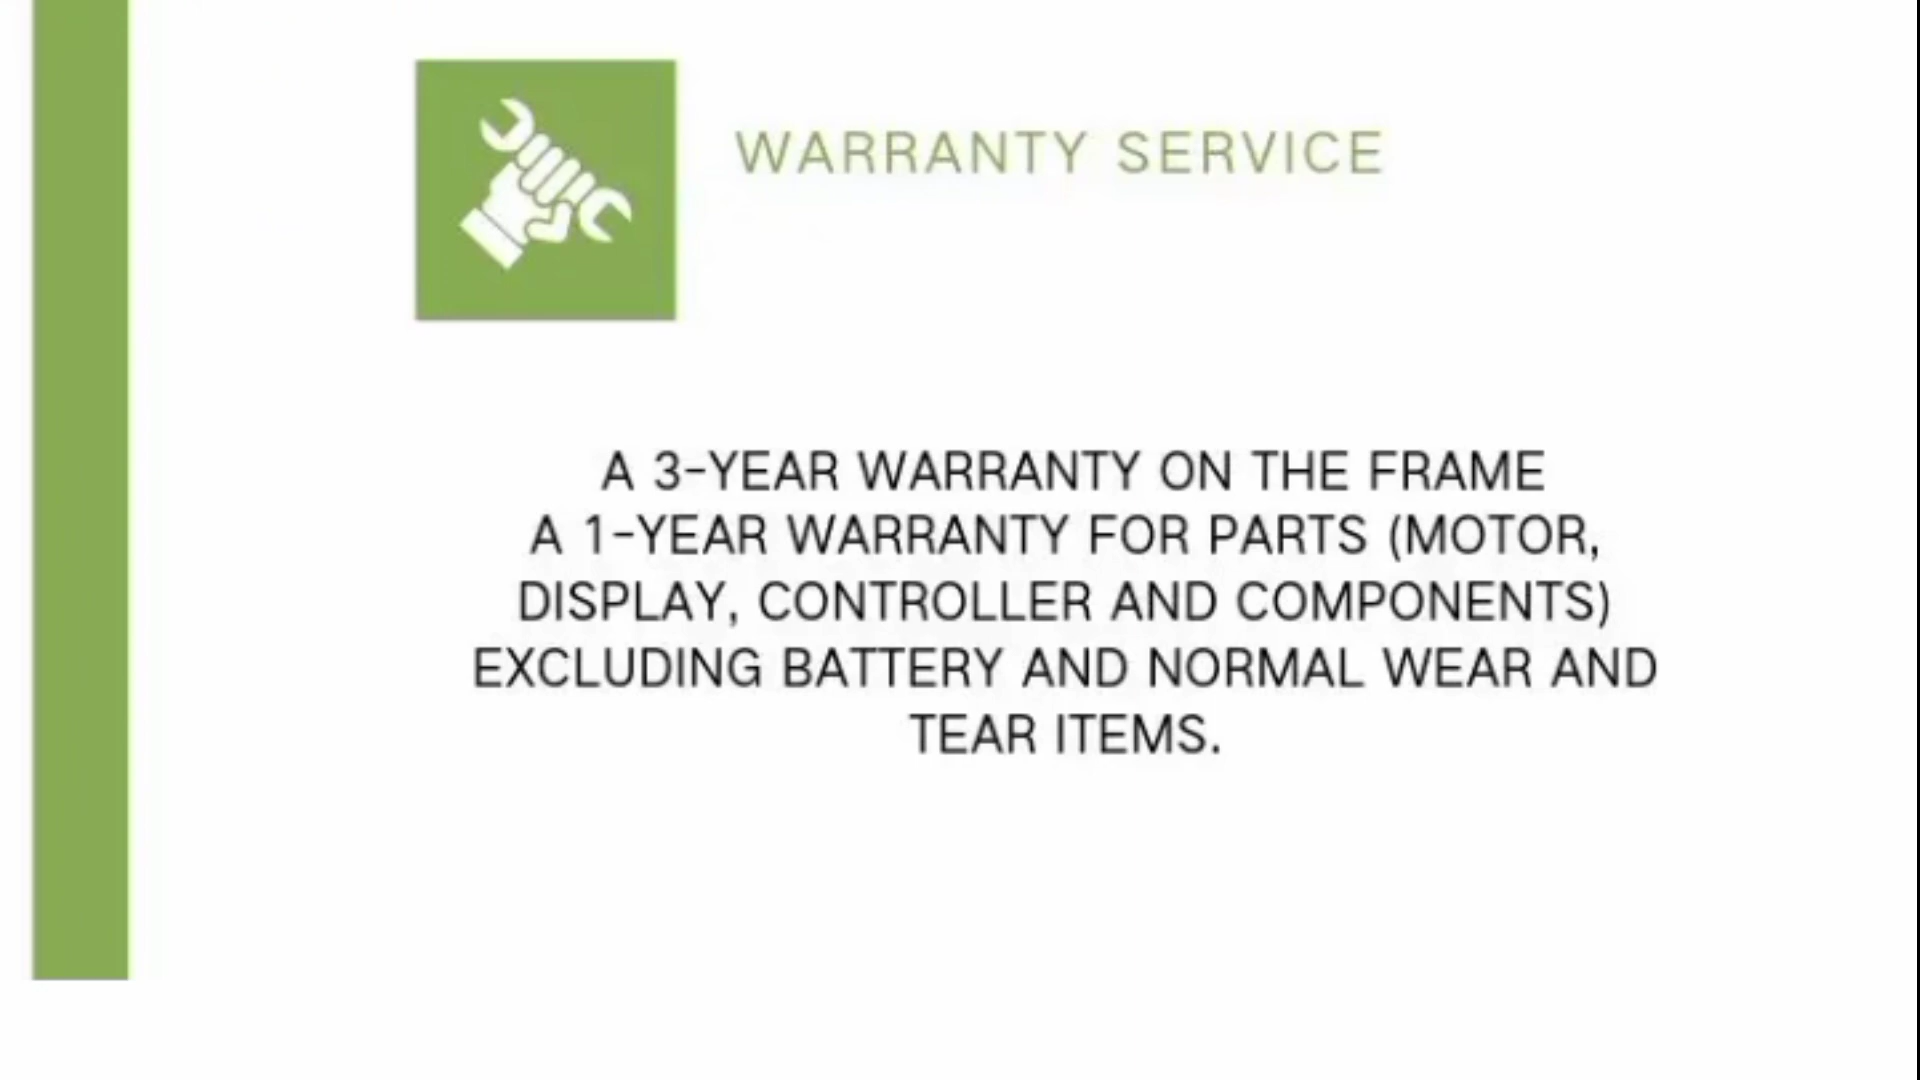 WARRANTY SERVICE
A 3-YEAR WARRANTY ON THE FRAME
A 1-YEAR WARRANTY FOR PARTS (MOTOR,
DISPLAY, CONTROLLER AND COMPONENTS)
EXCLUDING BATTERY AND NORMAL WEAR AND
TEAR ITEMS.